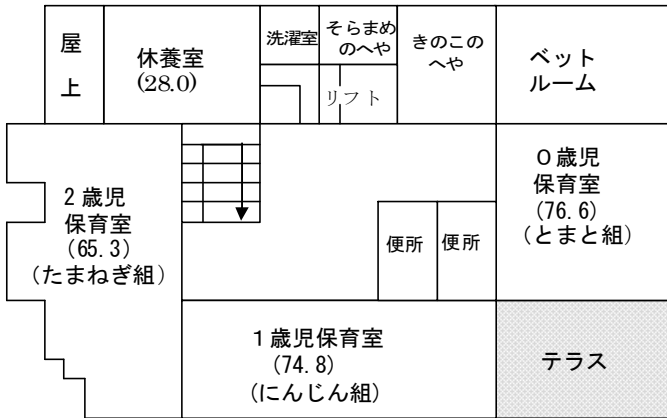 屋
上
休養室
(28.0)
洗濯室
そらまめ
のへや
リフト
きのこの
へや
ベット
ルーム
２歳児
保育室
(65.3)
(たまねぎ組)
便所
便所
０歳児
保育室
(76.6)
(とまと組)
１歳児保育室
(74.8)
(にんじん組)
テラス